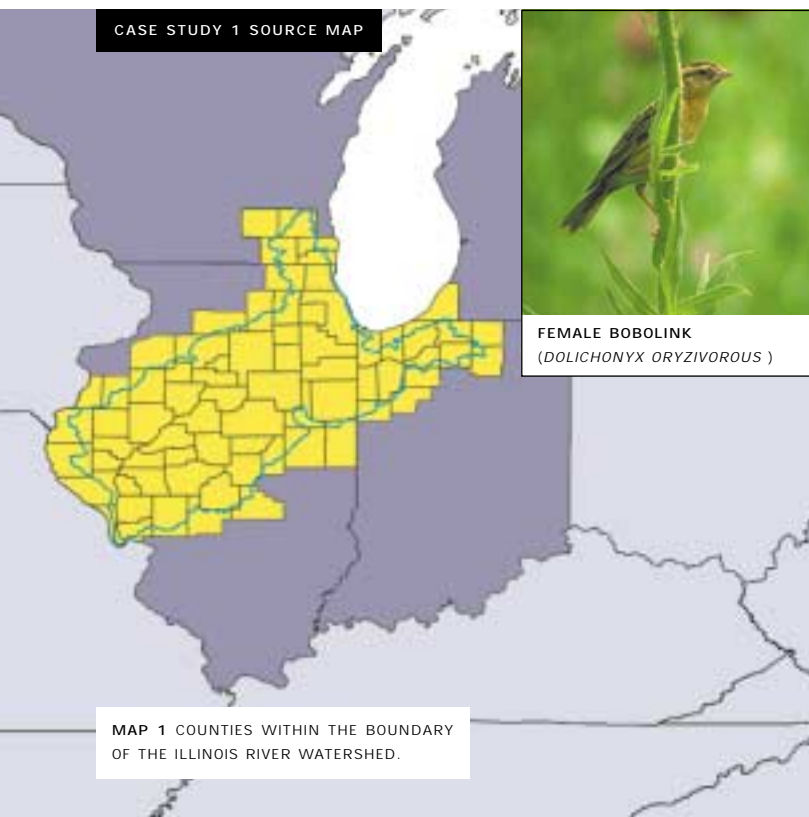 CASE STUDY 1 SOURCE MAP
FEMALE BOBOLINK
(DOLICHONYX ORYZIVOROUS )
MAP 1 COUNTIES WITHIN THE BOUNDARY
OF THE ILLINOIS RIVER WATERSHED.